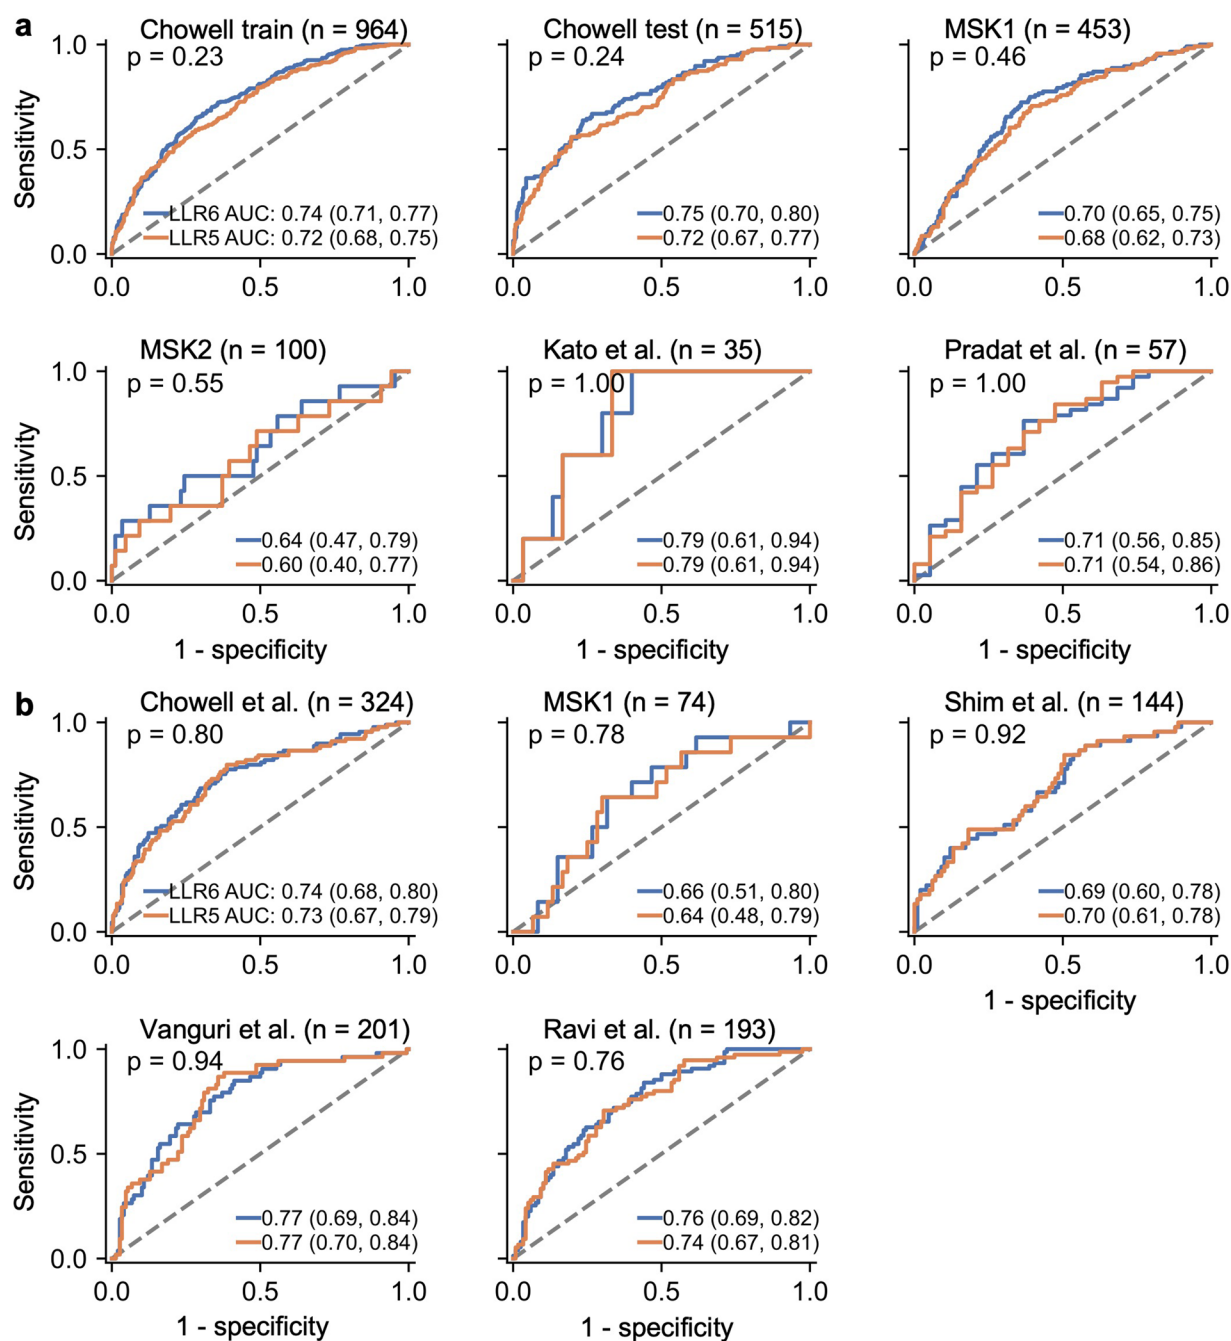 a
Chowell train (n = 964)
p = 0.23
Sensitivity
1.0
0.5
0.0
LLR6 AUC: 0.74 (0.71, 0.77)
LLR5 AUC: 0.72 (0.68, 0.75)
0.0 0.5 1.0
Chowell test (n = 515)
p = 0.24
0.75 (0.70, 0.80)
0.72 (0.67, 0.77)
0.0 0.5 1.0
MSK1 (n = 453)
p = 0.46
0.70 (0.65, 0.75)
0.68 (0.62, 0.73)
0.0 0.5 1.0
MSK2 (n = 100)
p = 0.55
Sensitivity
1.0
0.5
0.0
0.64 (0.47, 0.79)
0.60 (0.40, 0.77)
0.0 0.5 1.0
1 - specificity
Kato et al. (n = 35)
p = 1.00
0.79 (0.61, 0.94)
0.79 (0.61, 0.94)
0.0 0.5 1.0
1 - specificity
Pradat et al. (n = 57)
p = 1.00
0.71 (0.56, 0.85)
0.71 (0.54, 0.86)
0.0 0.5 1.0
1 - specificity
b
Chowell et al. (n = 324)
p = 0.80
Sensitivity
1.0
0.5
0.0
LLR6 AUC: 0.74 (0.68, 0.80)
LLR5 AUC: 0.73 (0.67, 0.79)
0.0 0.5 1.0
MSK1 (n = 74)
p = 0.78
0.66 (0.51, 0.80)
0.64 (0.48, 0.79)
0.0 0.5 1.0
Shim et al. (n = 144)
p = 0.92
0.69 (0.60, 0.78)
0.70 (0.61, 0.78)
0.0 0.5 1.0
1 - specificity
Vanguri et al. (n = 201)
p = 0.94
Sensitivity
1.0
0.5
0.0
0.77 (0.69, 0.84)
0.77 (0.70, 0.84)
0.0 0.5 1.0
1 - specificity
Ravi et al. (n = 193)
p = 0.76
0.76 (0.69, 0.82)
0.74 (0.67, 0.81)
0.0 0.5 1.0
1 - specificity